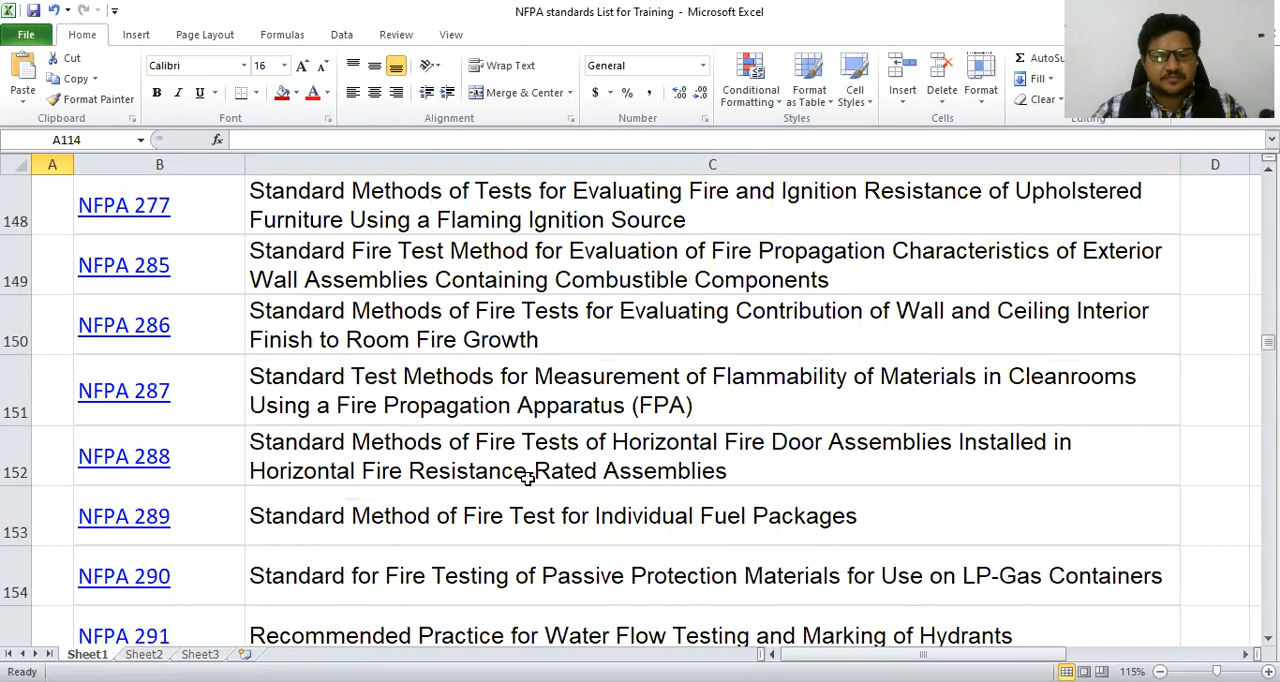 NFPA standards List for Training - Microsoft Excel
File Home Insert Page Layout Formulas Data Review View
Paste
Cut
Copy
Format Painter
Clipboard
Calibri 16
B I U
Font
Wrap Text
Merge & Center
Alignment
General
$ % ,
Number
Conditional Formatting
Format as Table
Cell Styles
Styles
Insert
Delete
Format
Cells
AutoSu
Fill
Clear
A114
fx
A B C D
148 NFPA 277 Standard Methods of Tests for Evaluating Fire and Ignition Resistance of Upholstered
Furniture Using a Flaming Ignition Source
149 NFPA 285 Standard Fire Test Method for Evaluation of Fire Propagation Characteristics of Exterior
Wall Assemblies Containing Combustible Components
150 NFPA 286 Standard Methods of Fire Tests for Evaluating Contribution of Wall and Ceiling Interior
Finish to Room Fire Growth
151 NFPA 287 Standard Test Methods for Measurement of Flammability of Materials in Cleanrooms
Using a Fire Propagation Apparatus (FPA)
152 NFPA 288 Standard Methods of Fire Tests of Horizontal Fire Door Assemblies Installed in
Horizontal Fire Resistance-Rated Assemblies
153 NFPA 289 Standard Method of Fire Test for Individual Fuel Packages
154 NFPA 290 Standard for Fire Testing of Passive Protection Materials for Use on LP-Gas Containers
NFPA 291 Recommended Practice for Water Flow Testing and Marking of Hydrants
Sheet1 Sheet2 Sheet3
Ready
115%